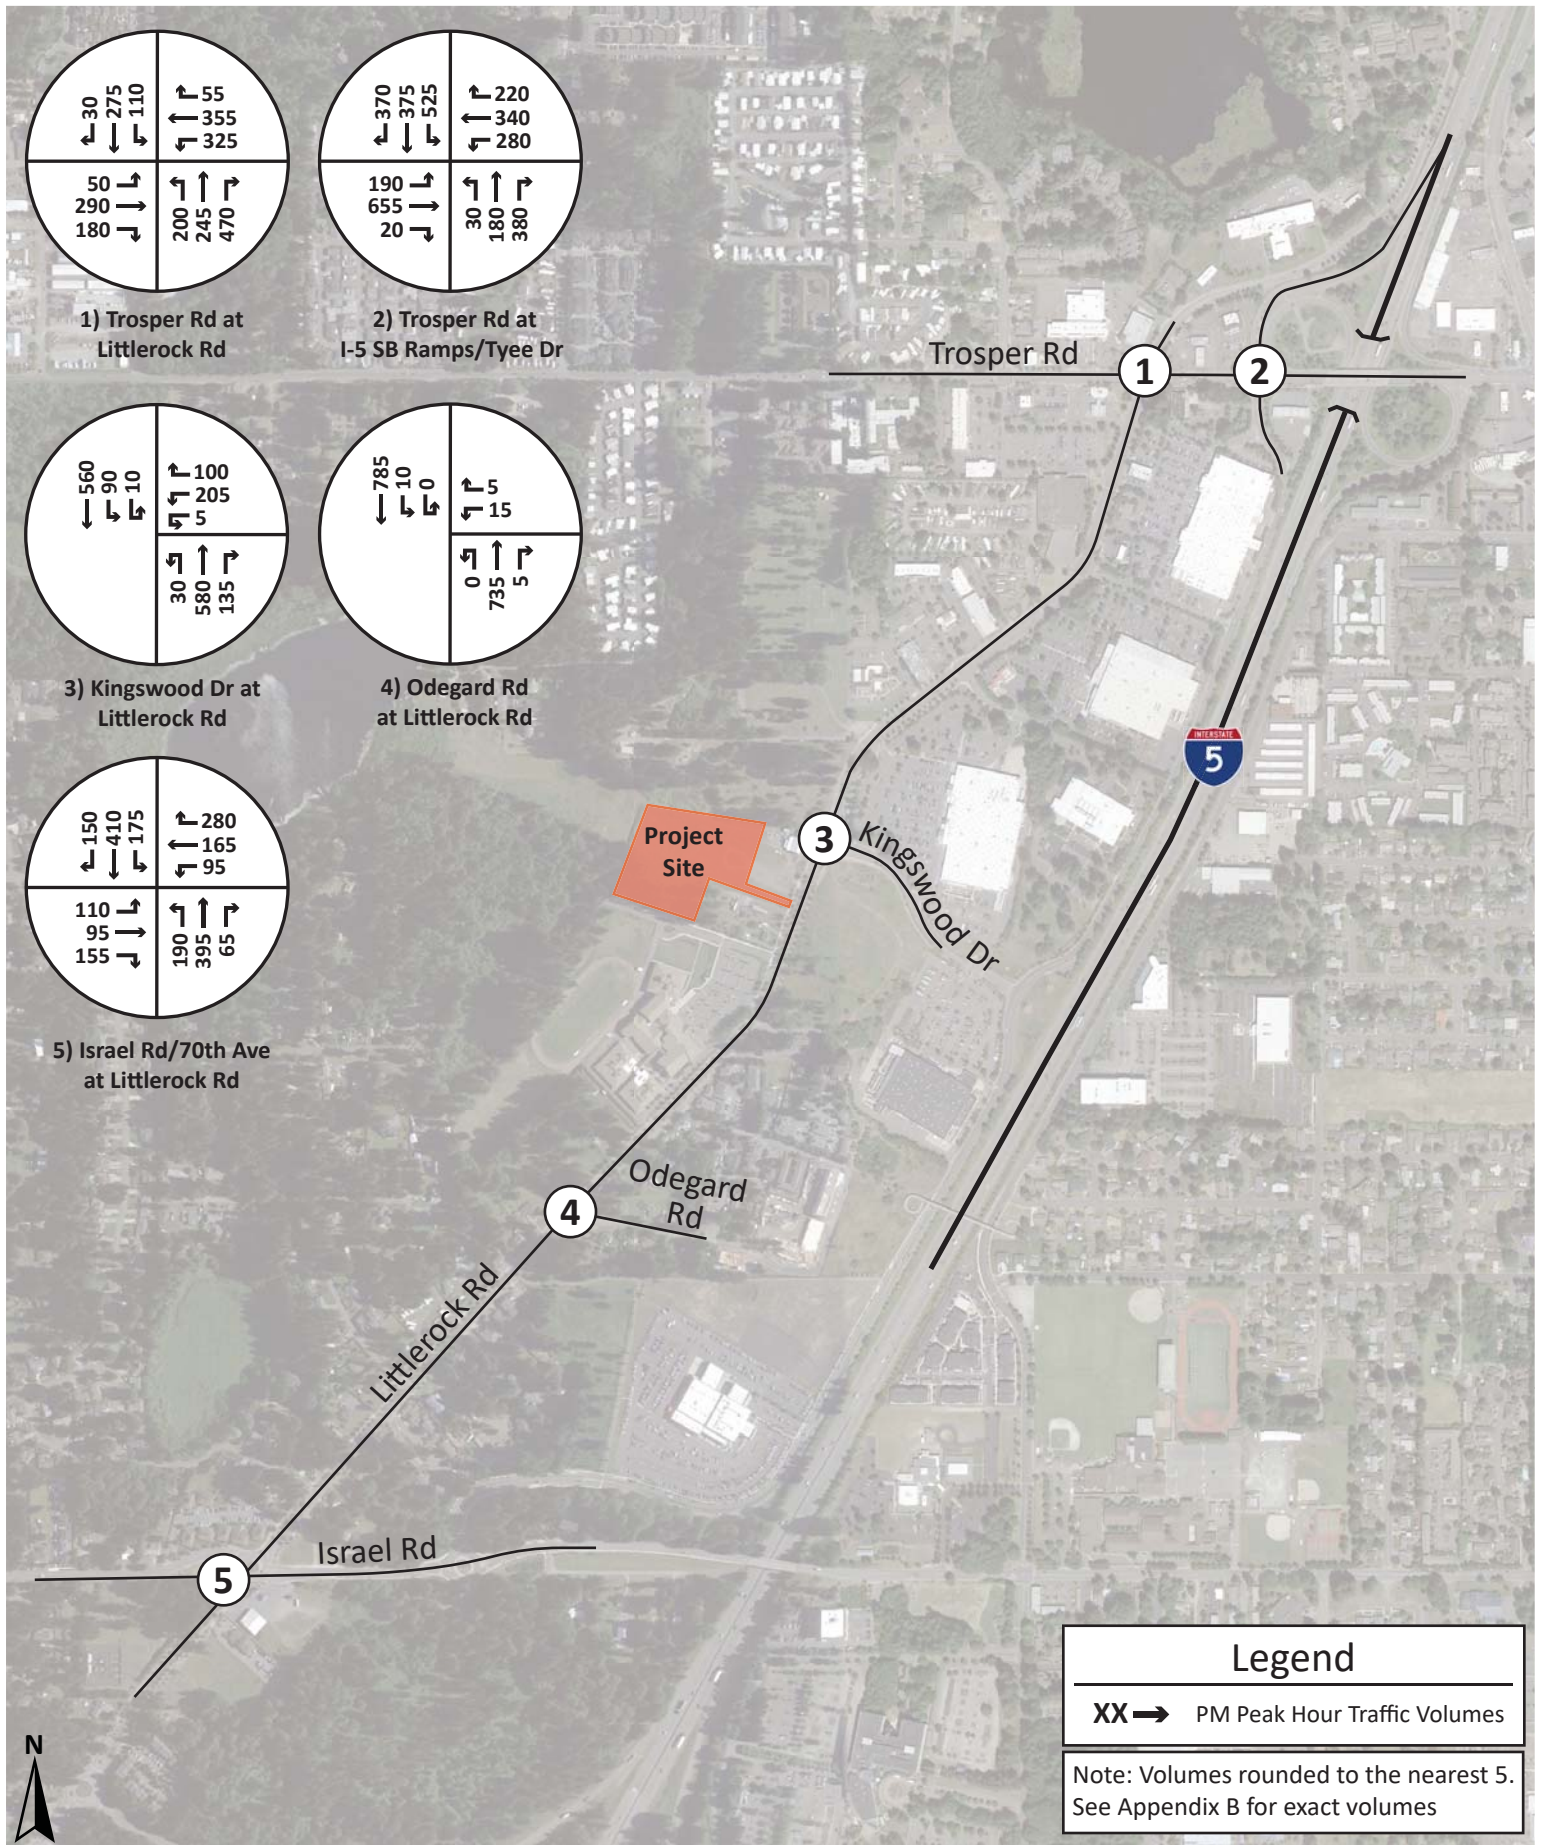 30
275
110
55
355
325
50
290
180
200
245
470
1) Trosper Rd at
Littlerock Rd
370
375
525
220
340
280
190
655
20
30
180
380
2) Trosper Rd at
I-5 SB Ramps/Tyee Dr
560
90
10
100
205
5
30
580
135
3) Kingswood Dr at
Littlerock Rd
785
10
0
5
15
0
735
5
4) Odegard Rd
at Littlerock Rd
150
410
175
280
165
95
110
95
155
190
395
65
5) Israel Rd/70th Ave
at Littlerock Rd
Trosper Rd
1
2
INTERSTATE
5
Project
Site
3
Kingswood Dr
4
Odegard
Rd
Littlerock Rd
5
Israel Rd
N
Legend
XX
PM Peak Hour Traffic Volumes
Note: Volumes rounded to the nearest 5.
See Appendix B for exact volumes